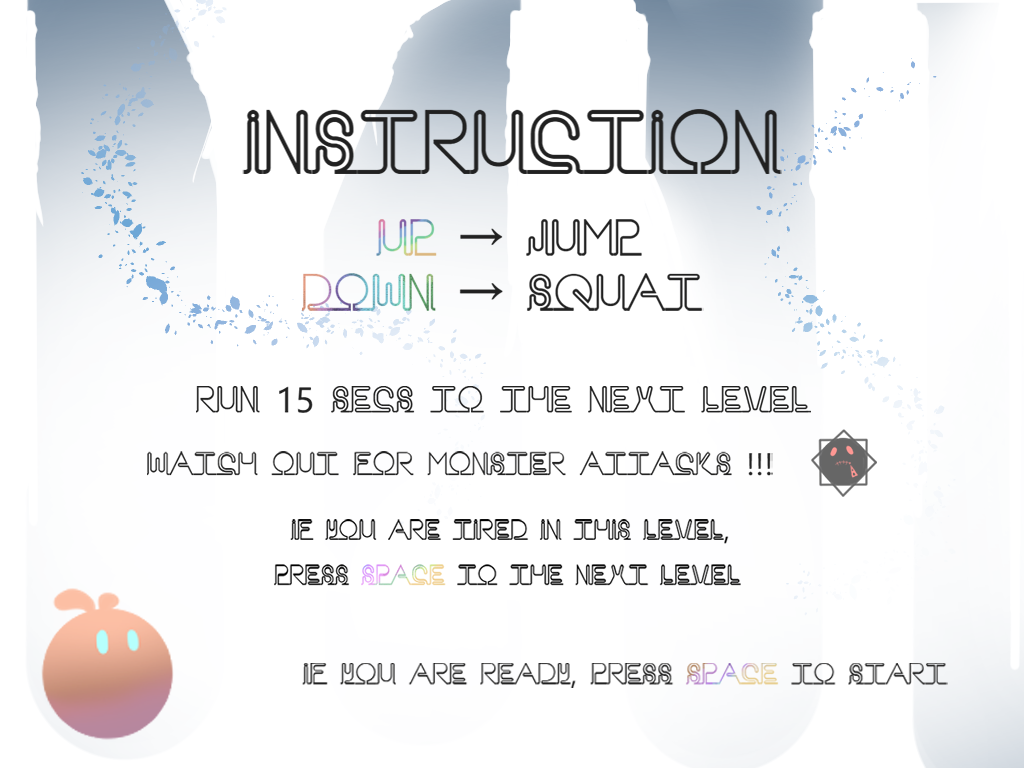 INSTRUCTION
UP → JUMP
DOWN → SQUAT
RUN 15 SECS TO THE NEXT LEVEL
WATCH OUT FOR MONSTER ATTACKS !!!
IF YOU ARE TIRED IN THIS LEVEL,
PRESS SPACE TO THE NEXT LEVEL
IF YOU ARE READY, PRESS SPACE TO START